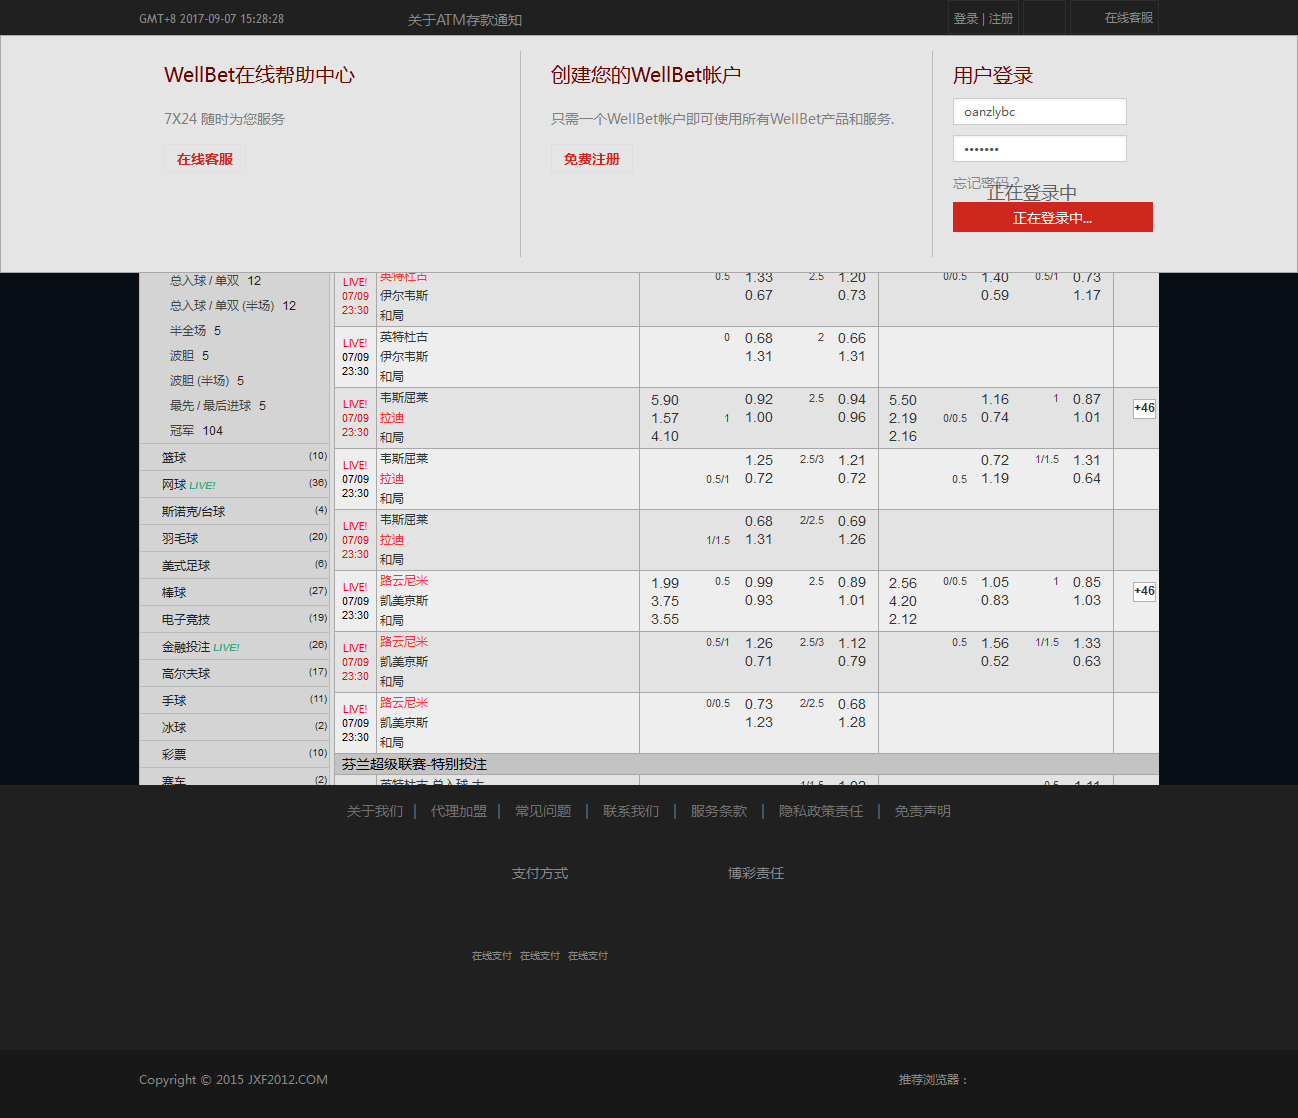 GMT+8 2017-09-07 15:28:28 关于ATM存款通知 登录 | 注册 在线客服
WellBet在线帮助中心
7X24 随时为您服务
在线客服
创建您的WellBet帐户
只需一个WellBet帐户即可使用所有WellBet产品和服务.
免费注册
用户登录
oanzlybc
•••••••
忘记密码 ?
正在登录中
正在登录中...
总入球 / 单双 12
总入球 / 单双 (半场) 12
半全场 5
波胆 5
波胆 (半场) 5
最先 / 最后进球 5
冠军 104
篮球 (10)
网球 LIVE! (36)
斯诺克/台球 (4)
羽毛球 (20)
美式足球 (6)
棒球 (27)
电子竞技 (19)
金融投注 LIVE! (26)
高尔夫球 (17)
手球 (11)
冰球 (2)
彩票 (10)
赛车 (2)
英特杜古 0.5 1.33 2.5 1.20 0/0.5 1.40 0.5/1 0.73
LIVE! 07/09 23:30
伊尔韦斯 0.67 0.73 0.59 1.17
和局
英特杜古 0 0.68 2 0.66
LIVE! 07/09 23:30
伊尔韦斯 1.31 1.31
和局
韦斯屈莱 5.90 0.92 2.5 0.94 5.50 1.16 1 0.87
LIVE! 07/09 23:30
拉迪 1.57 1 1.00 0.96 2.19 0/0.5 0.74 1.01 +46
和局 4.10 2.16
韦斯屈莱 1.25 2.5/3 1.21 0.72 1/1.5 1.31
LIVE! 07/09 23:30
拉迪 0.5/1 0.72 0.72 0.5 1.19 0.64
和局
韦斯屈莱 0.68 2/2.5 0.69
LIVE! 07/09 23:30
拉迪 1/1.5 1.31 1.26
和局
路云尼米 1.99 0.5 0.99 2.5 0.89 2.56 0/0.5 1.05 1 0.85
LIVE! 07/09 23:30
凯美京斯 3.75 0.93 1.01 4.20 0.83 1.03 +46
和局 3.55 2.12
路云尼米 0.5/1 1.26 2.5/3 1.12 0.5 1.56 1/1.5 1.33
LIVE! 07/09 23:30
凯美京斯 0.71 0.79 0.52 0.63
和局
路云尼米 0/0.5 0.73 2/2.5 0.68
LIVE! 07/09 23:30
凯美京斯 1.23 1.28
和局
芬兰超级联赛-特别投注
关于我们 | 代理加盟 | 常见问题 | 联系我们 | 服务条款 | 隐私政策责任 | 免责声明
支付方式 博彩责任
在线支付 在线支付 在线支付
Copyright © 2015 JXF2012.COM 推荐浏览器：